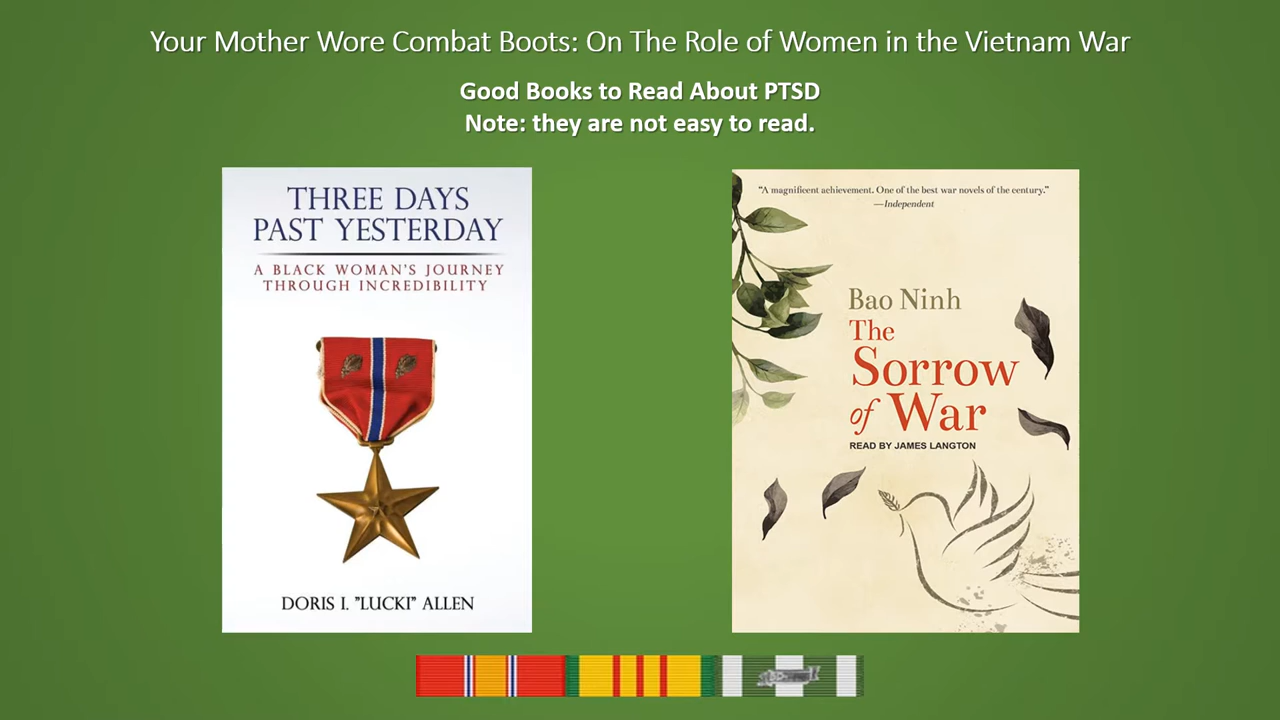 Your Mother Wore Combat Boots: On The Role of Women in the Vietnam War
Good Books to Read About PTSD
Note: they are not easy to read.
THREE DAYS
PAST YESTERDAY
A BLACK WOMAN'S JOURNEY
THROUGH INCREDIBILITY
DORIS I. "LUCKI" ALLEN
“A magnificent achievement. One of the best war novels of the century.”
—Independent
Bao Ninh
The
Sorrow
of War
READ BY JAMES LANGTON